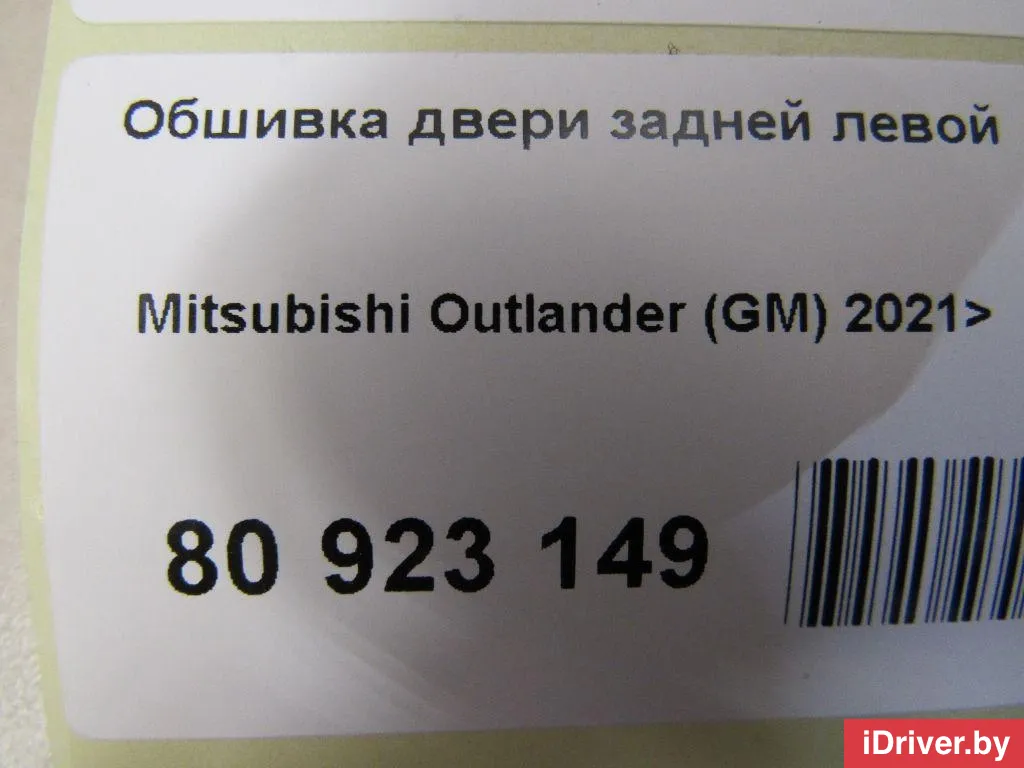 Обшивка двери задней левой
Mitsubishi Outlander (GM) 2021>
80 923 149
iDriver.by